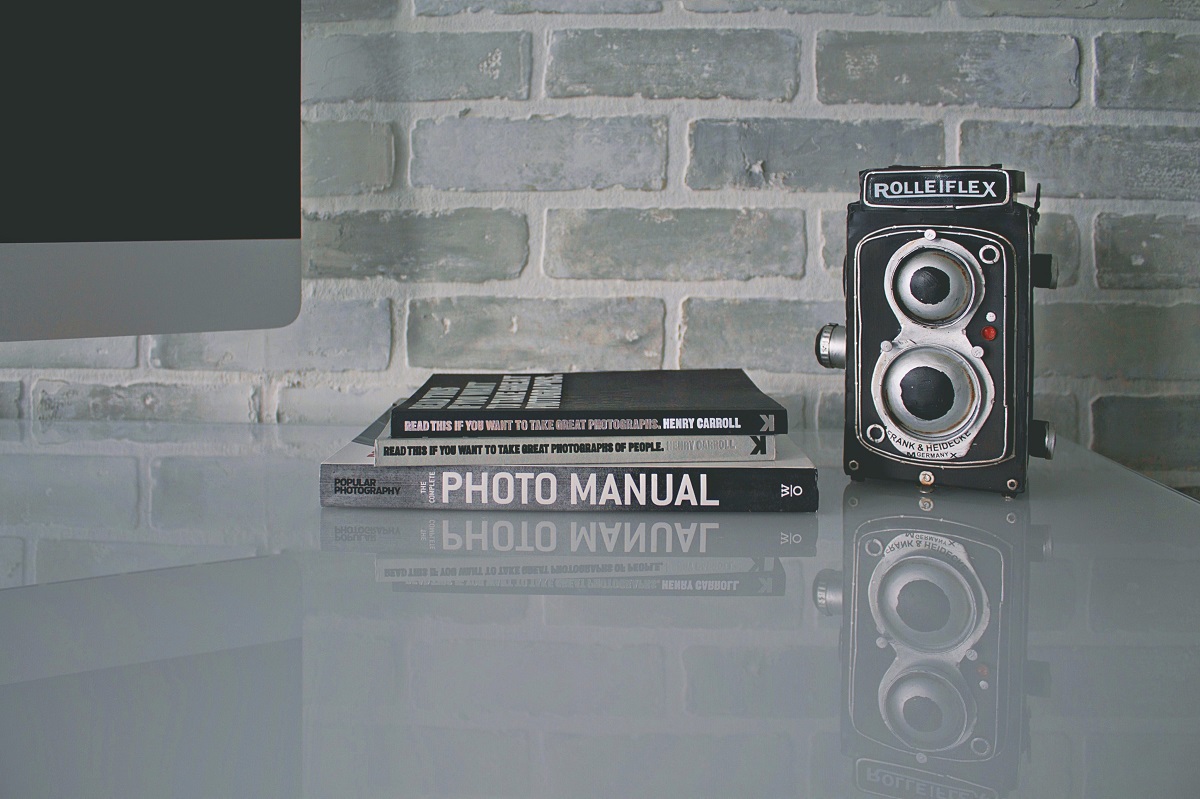 ROLLEIFLEX
FRANK & HEIDECKE
GERMANY
READ THIS IF YOU WANT TO TAKE GREAT PHOTOGRAPHS. HENRY CARROLL K
READ THIS IF YOU WANT TO TAKE GREAT PHOTOGRAPHS OF PEOPLE. HENRY CARROLL K
POPULAR
PHOTOGRAPHY
THE
COMPLETE
PHOTO MANUAL
W/O